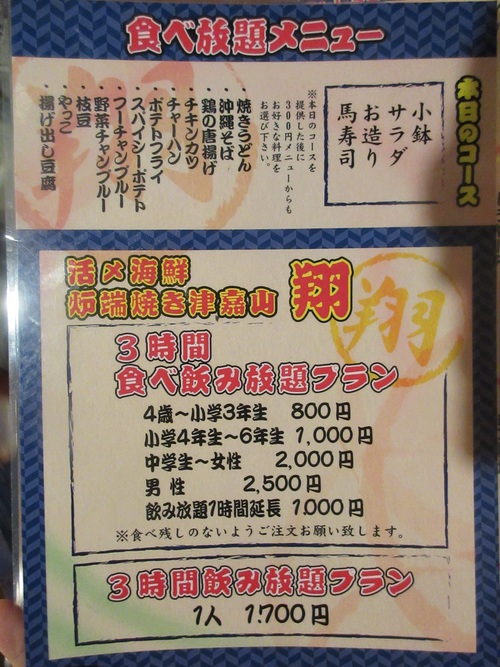 食べ放題メニュー
本日のコース
小鉢
サラダ
お造り
馬寿司
※本日のコースを
提供した後に
300円メニューからも
お好きな料理を
お選び下さい。
・焼きうどん
・沖縄そば
・鶏の唐揚げ
・チキンカツ
・チャーハン
・ポテトフライ
・スパイシーポテト
・フーチャンプルー
・野菜チャンプルー
・枝豆
・やっこ
・揚げ出し豆腐
活〆海鮮
炉端焼き津嘉山 翔
翔
3時間
食べ飲み放題プラン
4歳～小学3年生 800円
小学4年生～6年生 1,000円
中学生～女性 2,000円
男性 2,500円
飲み放題1時間延長 1,000円
※食べ残しのないようご注文お願い致します。
3時間飲み放題プラン
1人 1,700円